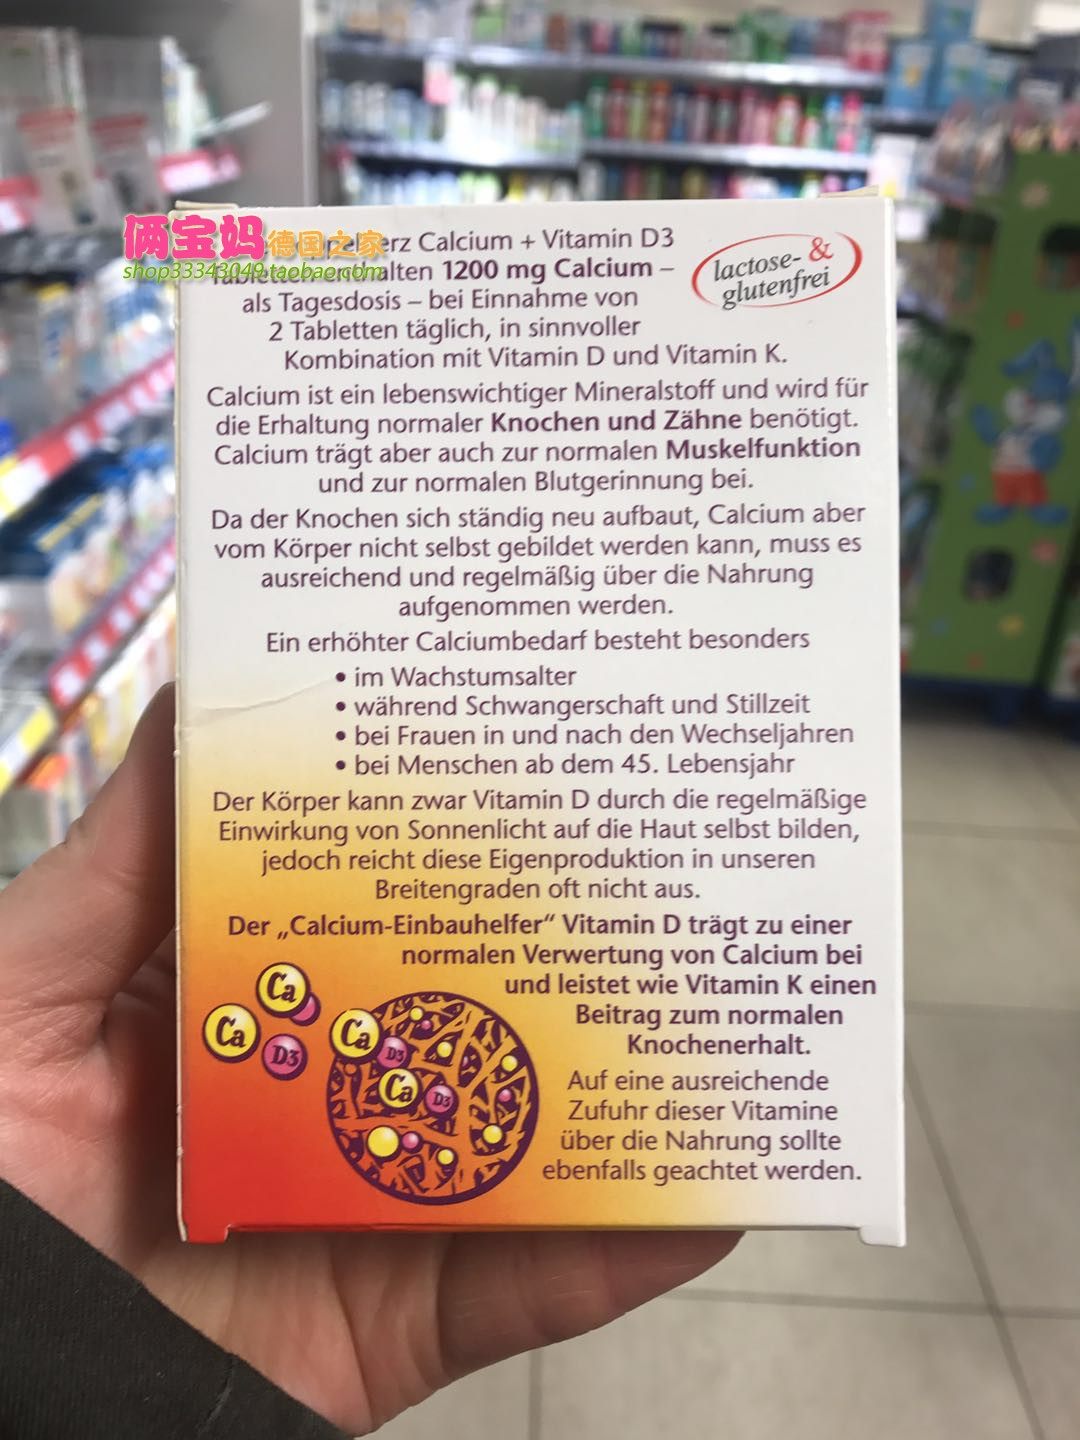 俩宝妈德国之家
shop33343049.taobao.com
Calcium + Vitamin D3
1200 mg Calcium –
als Tagesdosis – bei Einnahme von
2 Tabletten täglich, in sinnvoller
Kombination mit Vitamin D und Vitamin K.
lactose- &
glutenfrei
Calcium ist ein lebenswichtiger Mineralstoff und wird für
die Erhaltung normaler Knochen und Zähne benötigt.
Calcium trägt aber auch zur normalen Muskelfunktion
und zur normalen Blutgerinnung bei.
Da der Knochen sich ständig neu aufbaut, Calcium aber
vom Körper nicht selbst gebildet werden kann, muss es
ausreichend und regelmäßig über die Nahrung
aufgenommen werden.
Ein erhöhter Calciumbedarf besteht besonders
• im Wachstumsalter
• während Schwangerschaft und Stillzeit
• bei Frauen in und nach den Wechseljahren
• bei Menschen ab dem 45. Lebensjahr
Der Körper kann zwar Vitamin D durch die regelmäßige
Einwirkung von Sonnenlicht auf die Haut selbst bilden,
jedoch reicht diese Eigenproduktion in unseren
Breitengraden oft nicht aus.
Der „Calcium-Einbauhelfer“ Vitamin D trägt zu einer
normalen Verwertung von Calcium bei
und leistet wie Vitamin K einen
Beitrag zum normalen
Knochenerhalt.
Auf eine ausreichende
Zufuhr dieser Vitamine
über die Nahrung sollte
ebenfalls geachtet werden.
Ca
Ca
D3
Ca
D3
Ca
D3